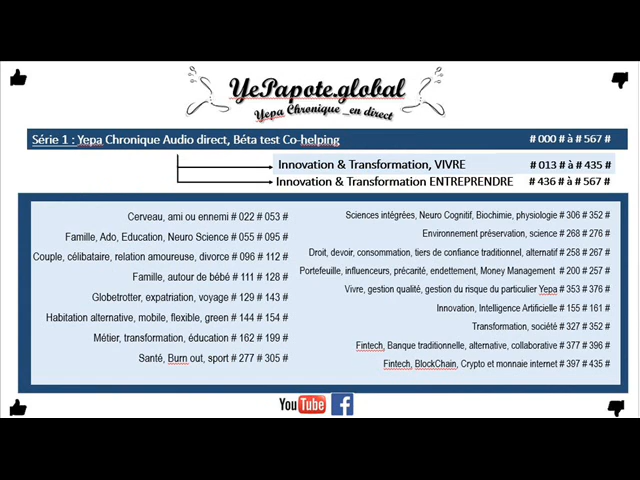 YePapote.global
Yepa Chronique _en direct
Série 1 : Yepa Chronique Audio direct, Béta test Co-helping # 000 # à # 567 #
Innovation & Transformation, VIVRE # 013 # à # 435 #
Innovation & Transformation ENTREPRENDRE # 436 # à # 567 #
Cerveau, ami ou ennemi # 022 # 053 #
Famille, Ado, Education, Neuro Science # 055 # 095 #
Couple, célibataire, relation amoureuse, divorce # 096 # 112 #
Famille, autour de bébé # 111 # 128 #
Globetrotter, expatriation, voyage # 129 # 143 #
Habitation alternative, mobile, flexible, green # 144 # 154 #
Métier, transformation, éducation # 162 # 199 #
Santé, Burn out, sport # 277 # 305 #
Sciences intégrées, Neuro Cognitif, Biochimie, physiologie # 306 # 352 #
Environnement préservation, science # 268 # 276 #
Droit, devoir, consommation, tiers de confiance traditionnel, alternatif # 258 # 267 #
Portefeuille, influenceurs, précarité, endettement, Money Management # 200 # 257 #
Vivre, gestion qualité, gestion du risque du particulier Yepa # 353 # 376 #
Innovation, Intelligence Artificielle # 155 # 161 #
Transformation, société # 327 # 352 #
Fintech, Banque traditionnelle, alternative, collaborative # 377 # 396 #
Fintech, BlockChain, Crypto et monnaie internet # 397 # 435 #
YouTube f